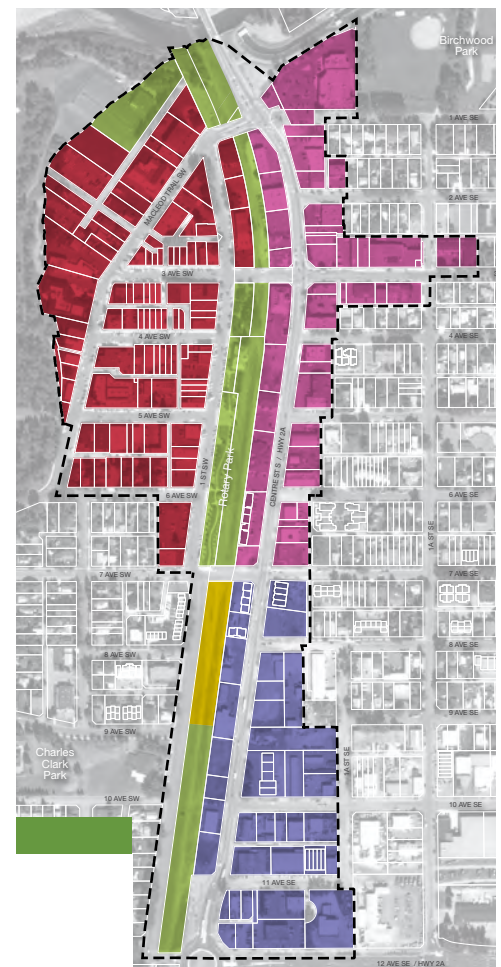 Birchwood
Park
1 AVE SE
MACLEOD TRAIL SW
2 AVE SE
3 AVE SW
4 AVE SW
4 AVE SE
5 AVE SW
1 ST SW
Rotary Park
CENTRE ST S / HWY 2A
6 AVE SW
6 AVE SE
1A ST SE
7 AVE SW
7 AVE SE
8 AVE SW
8 AVE SE
9 AVE SW
9 AVE SE
Charles
Clark
Park
1A ST SE
10 AVE SW
10 AVE SE
11 AVE SE
12 AVE SE / HWY 2A